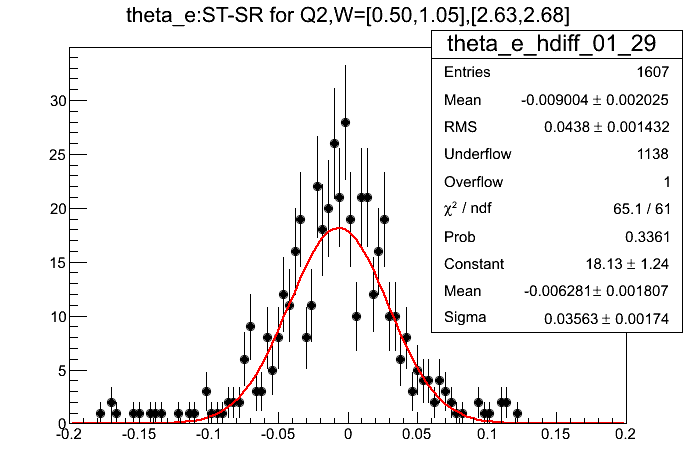 theta_e:ST-SR for Q2,W=[0.50,1.05],[2.63,2.68]
theta_e_hdiff_01_29
Entries 1607
Mean -0.009004 ± 0.002025
RMS 0.0438 ± 0.001432
Underflow 1138
Overflow 1
χ² / ndf 65.1 / 61
Prob 0.3361
Constant 18.13 ± 1.24
Mean -0.006281 ± 0.001807
Sigma 0.03563 ± 0.00174
30
25
20
15
10
5
0
-0.2 -0.15 -0.1 -0.05 0 0.05 0.1 0.15 0.2